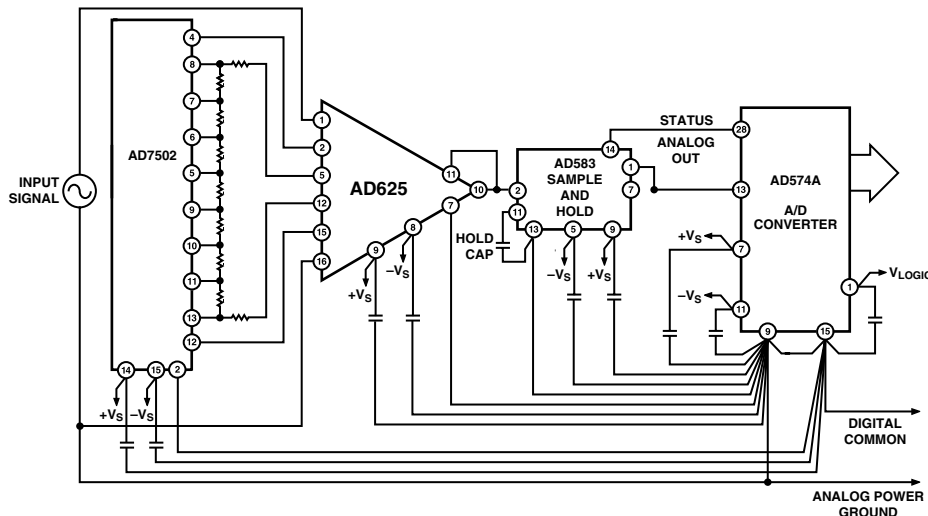 INPUT
SIGNAL
AD7502
4
8
7
6
5
9
10
11
13
12
14
15
2
+VS
–VS
AD625
1
2
5
12
15
16
11
10
7
8
9
–VS
+VS
HOLD
CAP
AD583
SAMPLE
AND
HOLD
2
11
13
5
9
14
1
7
–VS
+VS
STATUS
ANALOG
OUT
AD574A
A/D
CONVERTER
28
13
7
11
9
15
1
+VS
–VS
VLOGIC
DIGITAL
COMMON
ANALOG POWER
GROUND